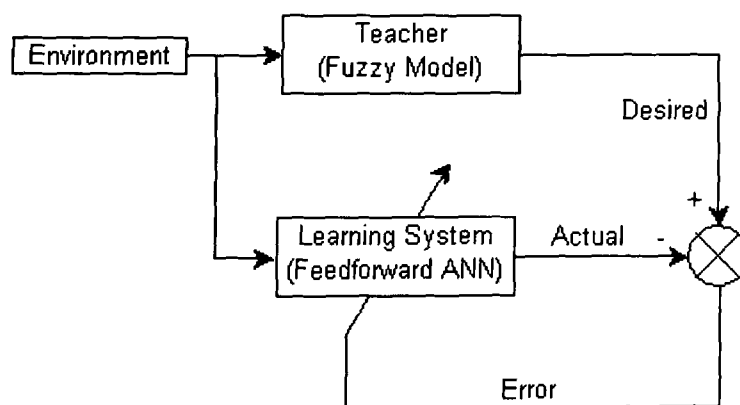 Environment
Teacher
(Fuzzy Model)
Desired
+
Learning System
(Feedforward ANN)
Actual
-
Error